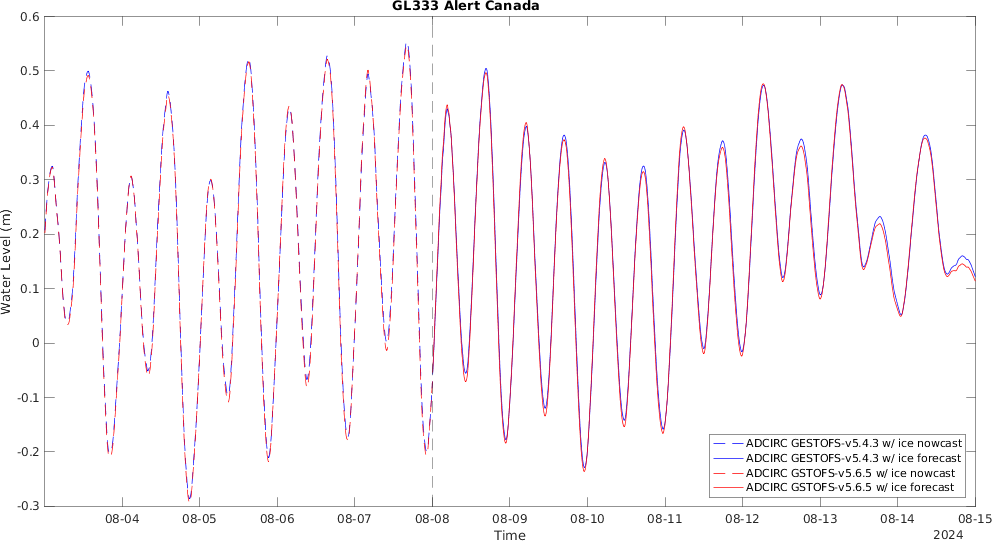 GL333 Alert Canada
0.6
0.5
0.4
0.3
0.2
0.1
0
-0.1
-0.2
-0.3
Water Level (m)
ADCIRC GESTOFS-v5.4.3 w/ ice nowcast
ADCIRC GESTOFS-v5.4.3 w/ ice forecast
ADCIRC GSTOFS-v5.6.5 w/ ice nowcast
ADCIRC GSTOFS-v5.6.5 w/ ice forecast
08-04 08-05 08-06 08-07 08-08 08-09 08-10 08-11 08-12 08-13 08-14 08-15
Time
2024